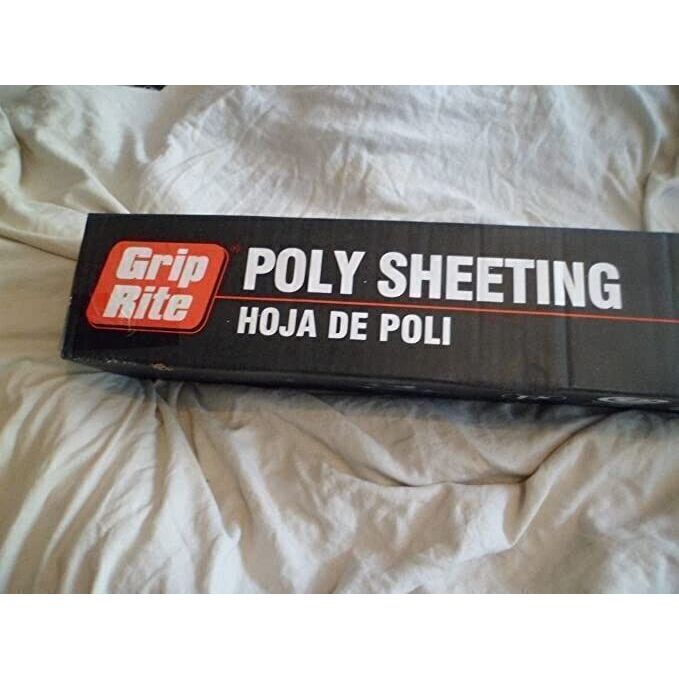 Grip
Rite®
POLY SHEETING
HOJA DE POLI